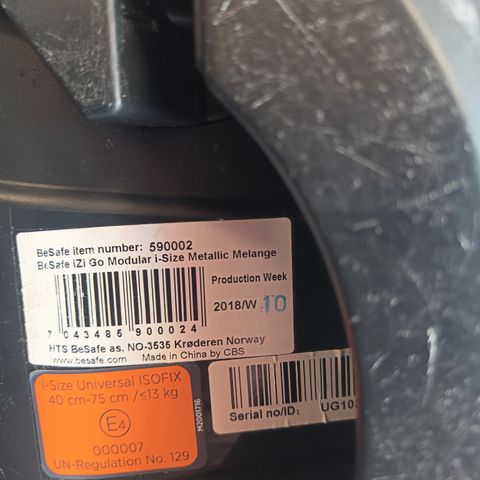 BeSafe item number: 590002
BeSafe iZi Go Modular i-Size Metallic Melange
Production Week
2018/W 10
7 043485 900024
HTS BeSafe as. NO-3535 Krøderen Norway
www.besafe.com Made in China by CBS
i-Size Universal ISOFIX
40 cm-75 cm /≤13 kg
E4
000007
UN-Regulation No. 129
M2001716
Serial no/ID: UG103